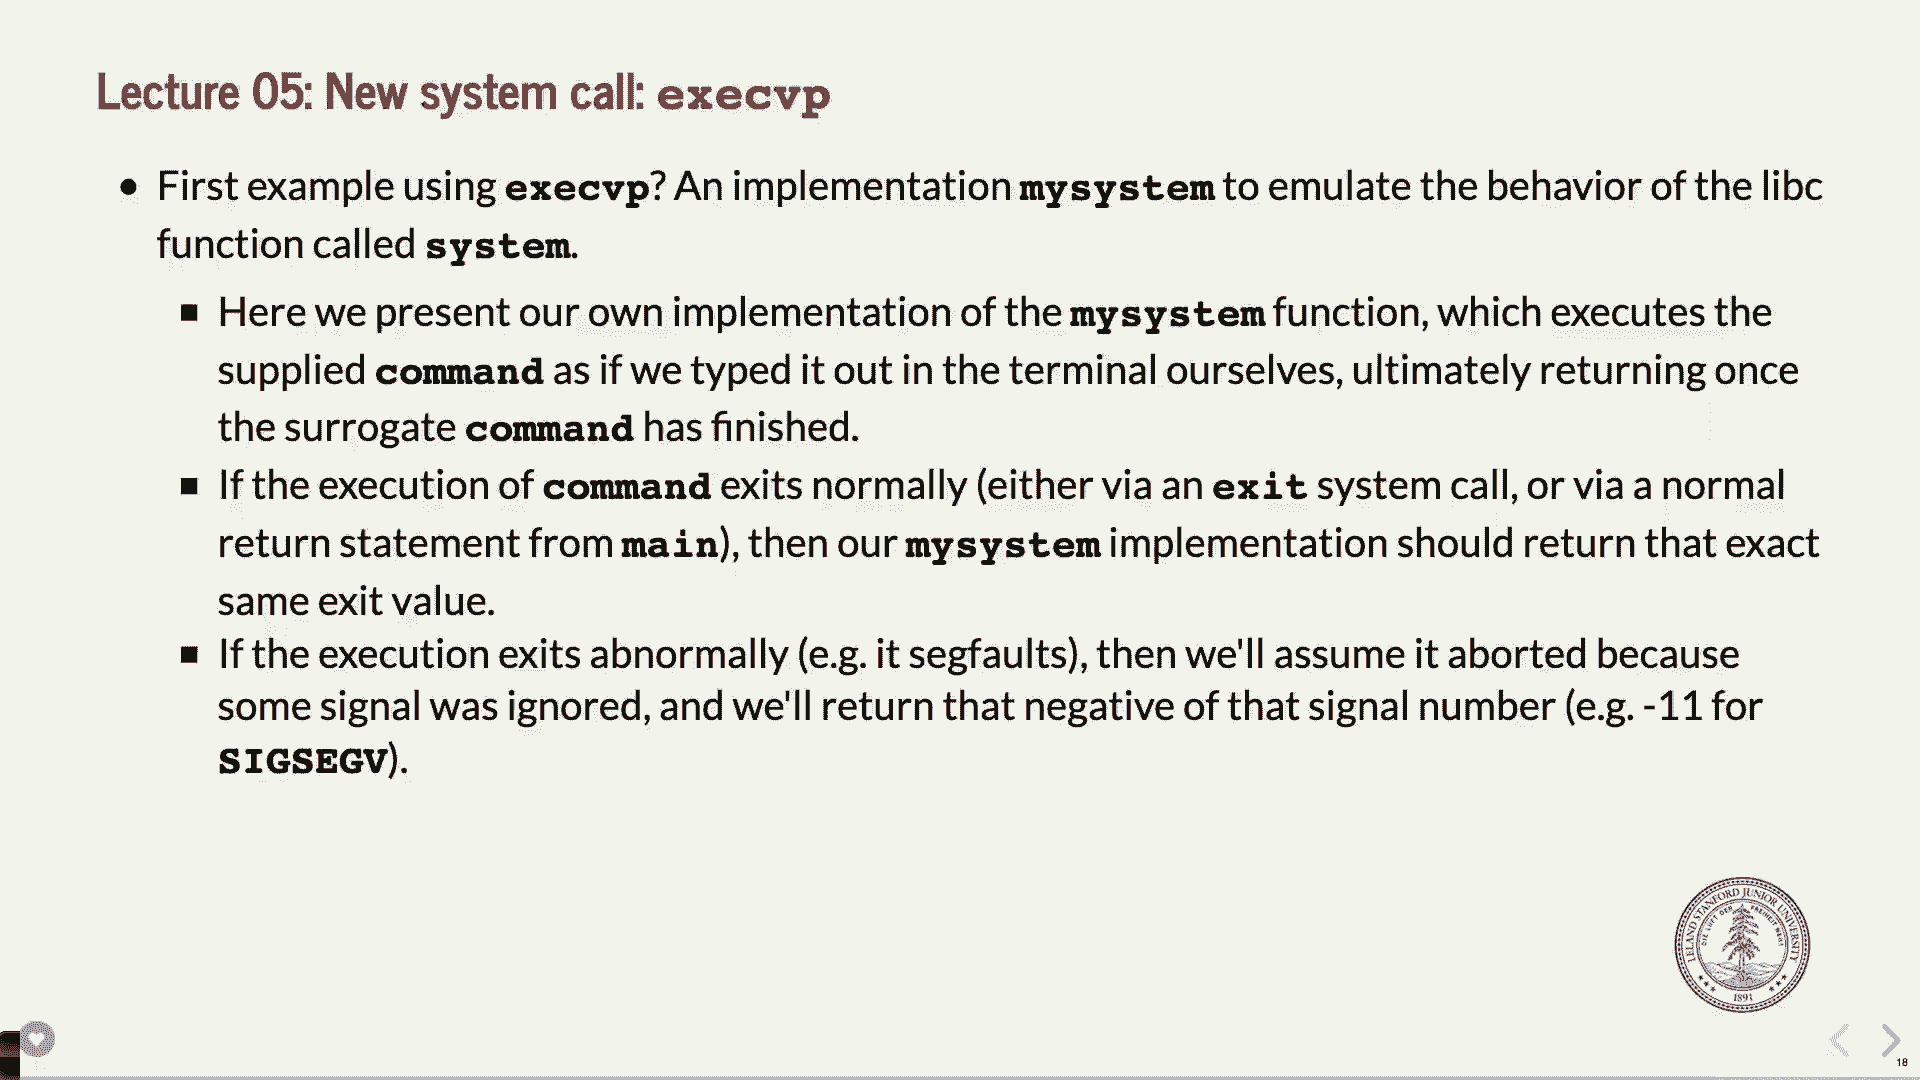 Lecture 05: New system call: execvp
First example using execvp? An implementation mysystem to emulate the behavior of the libc
function called system.
Here we present our own implementation of the mysystem function, which executes the
supplied command as if we typed it out in the terminal ourselves, ultimately returning once
the surrogate command has finished.
If the execution of command exits normally (either via an exit system call, or via a normal
return statement from main), then our mysystem implementation should return that exact
same exit value.
If the execution exits abnormally (e.g. it segfaults), then we'll assume it aborted because
some signal was ignored, and we'll return that negative of that signal number (e.g. -11 for
SIGSEGV).
LELAND STANFORD JUNIOR UNIVERSITY
DIE LUFT DER FREIHEIT WEHT
1891
18